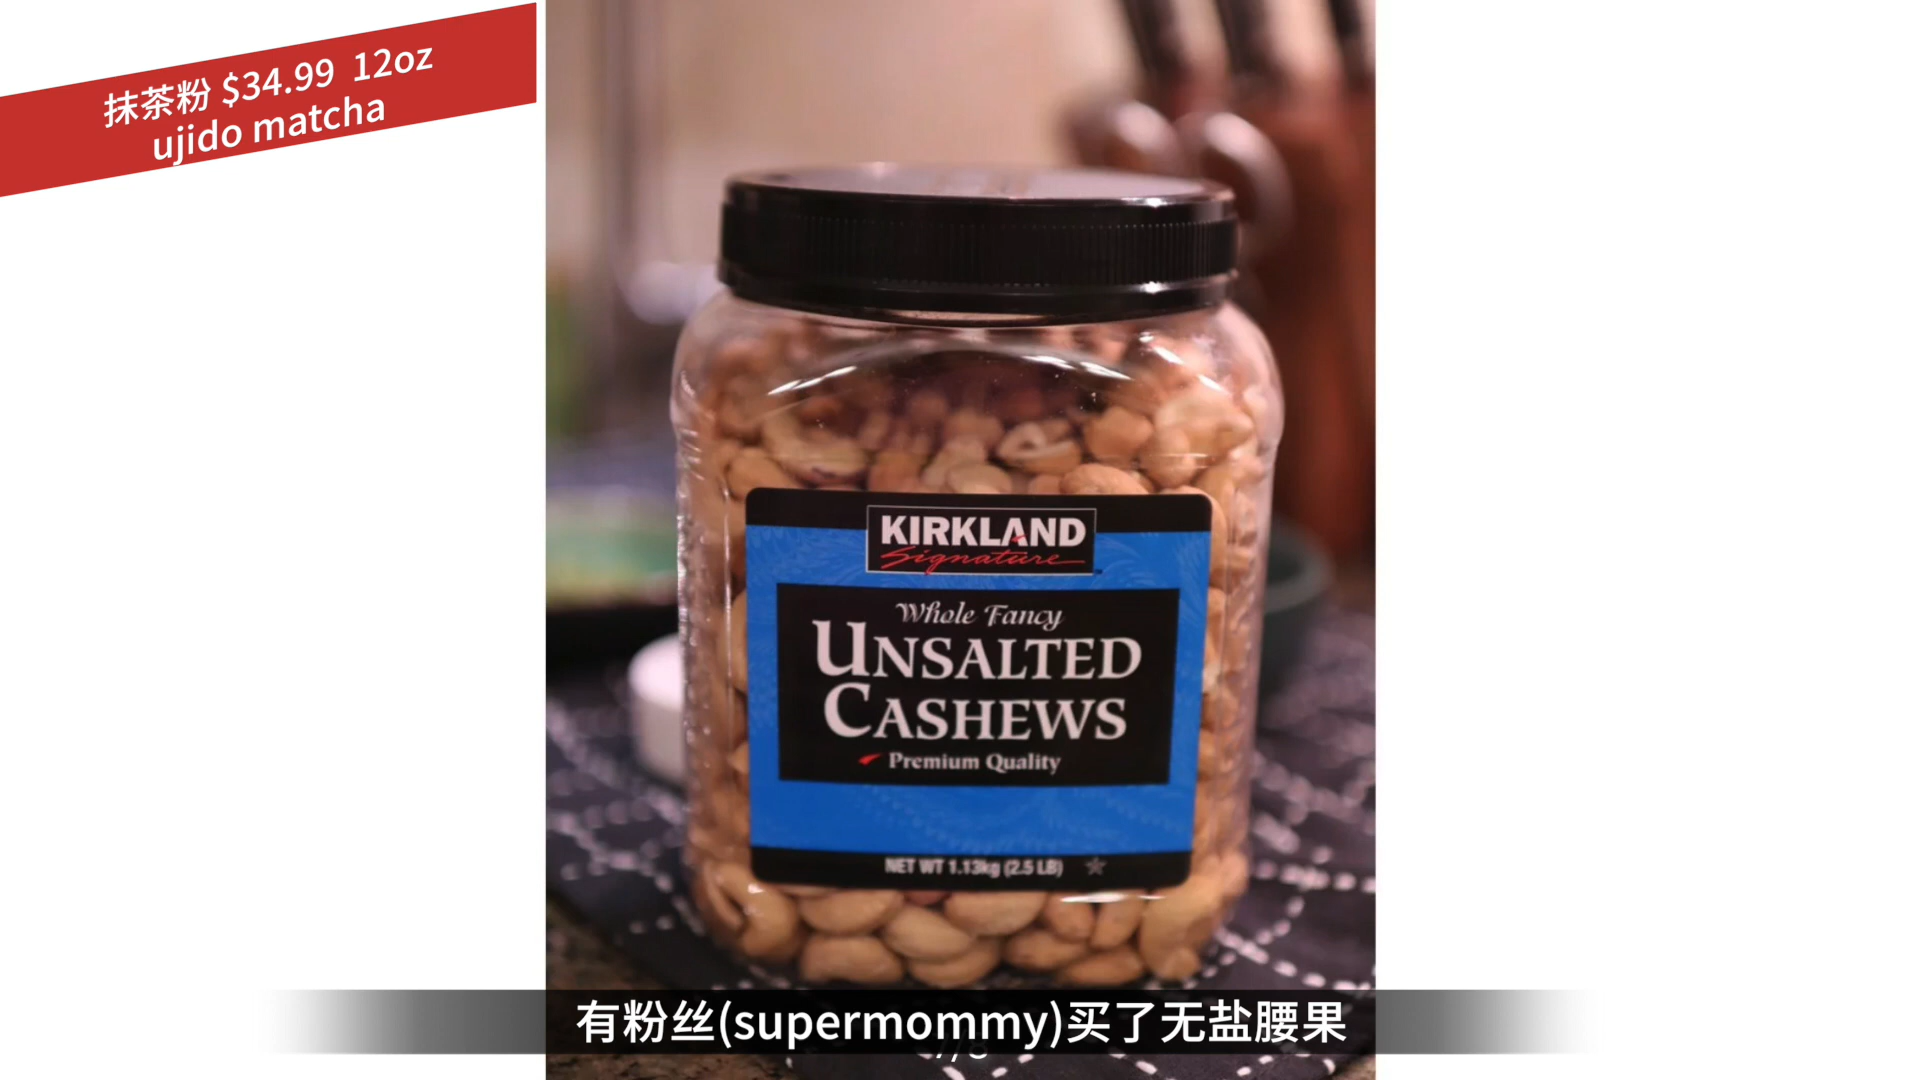 抹茶粉 $34.99 12oz
ujido matcha
KIRKLAND
Signature
Whole Fancy
UNSALTED
CASHEWS
Premium Quality
NET WT 1.13kg (2.5 LB)
有粉丝(supermommy)买了无盐腰果